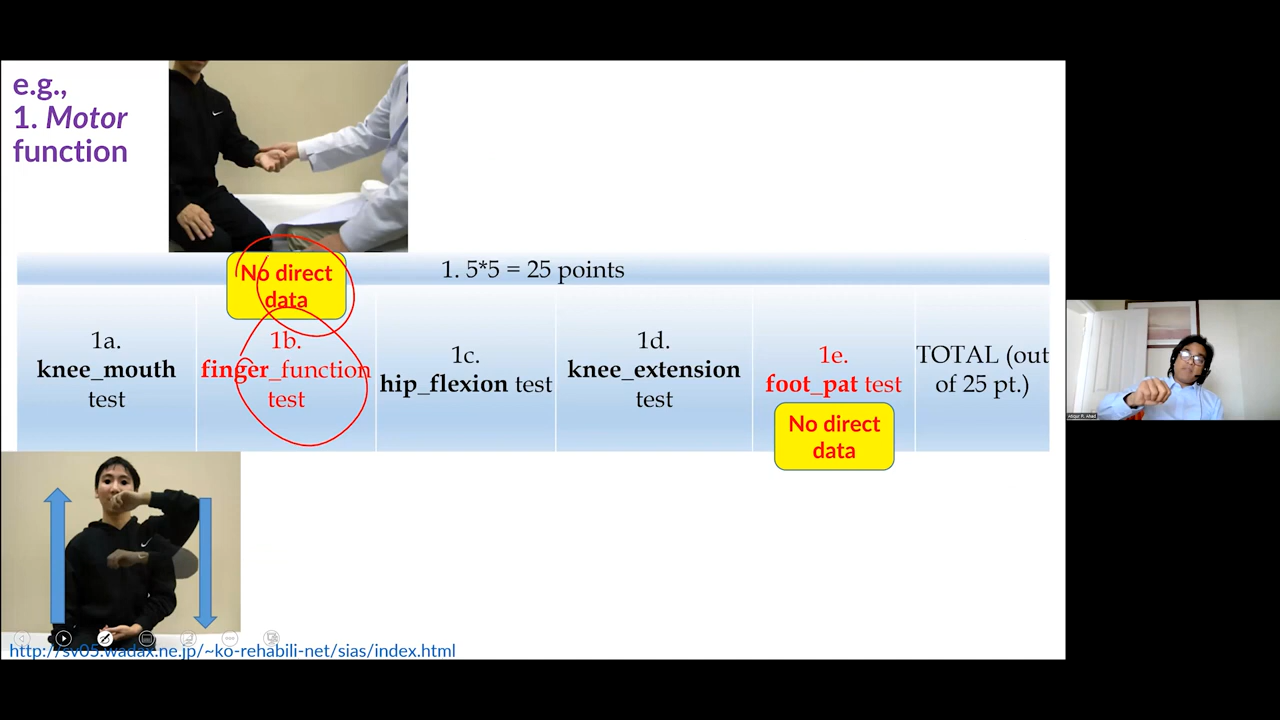 e.g.,
1. Motor
function
No direct
data
1. 5*5 = 25 points
1a.
knee_mouth
test
1b.
finger_function
test
1c.
hip_flexion test
1d.
knee_extension
test
1e.
foot_pat test
No direct
data
TOTAL (out
of 25 pt.)
http://sv05.wadax.ne.jp/~ko-rehabili-net/sias/index.html